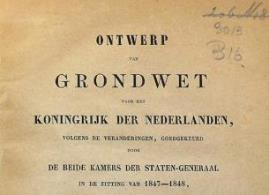 ONTWERP
VAN
GRONDWET
VOOR HET
KONINGRIJK DER NEDERLANDEN,
VOLGENS DE VERANDERINGEN, GOEDGEKEURD
DOOR
DE BEIDE KAMERS DER STATEN-GENERAAL
IN DE ZITTING VAN 1847—1848,